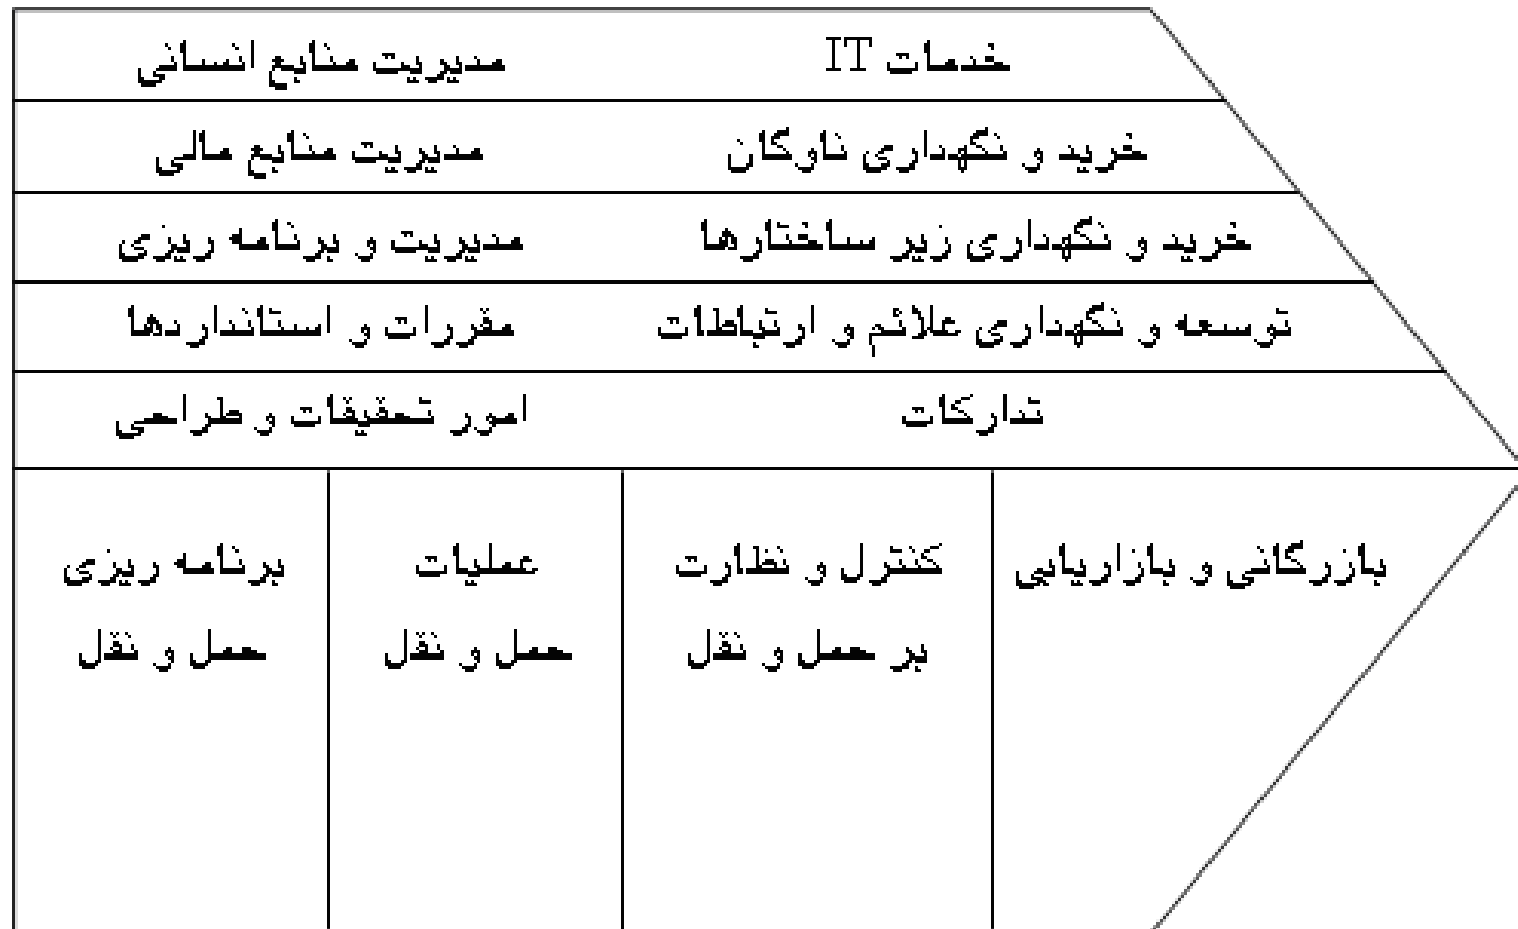 خدمات IT مدیریت منابع انسانی
خرید و نگهداری ناوگان مدیریت منابع مالی
خرید و نگهداری زیر ساختارها مدیریت و برنامه ریزی
توسعه و نگهداری علائم و ارتباطات مقررات و استانداردها
تدارکات امور تحقیقات و طراحی
بازرگانی و بازاریابی
کنترل و نظارت
بر حمل و نقل
عملیات
حمل و نقل
برنامه ریزی
حمل و نقل